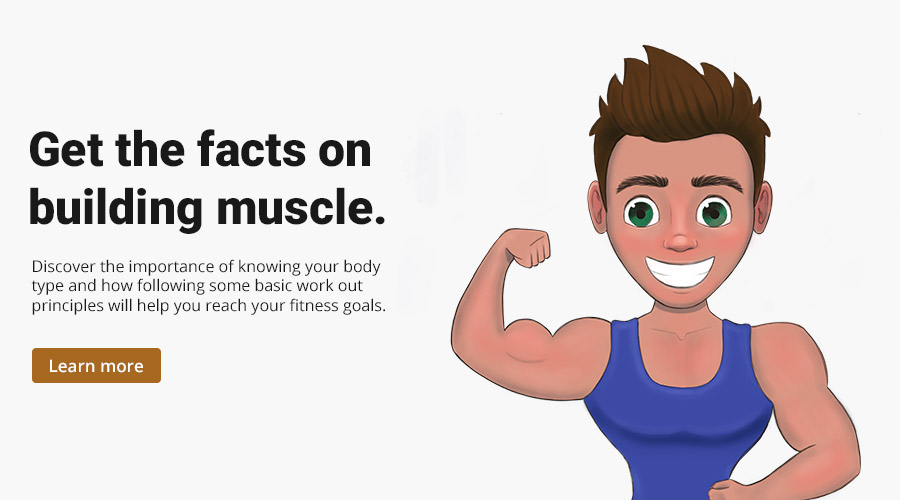 Get the facts on
building muscle.
Discover the importance of knowing your body
type and how following some basic work out
principles will help you reach your fitness goals.
Learn more